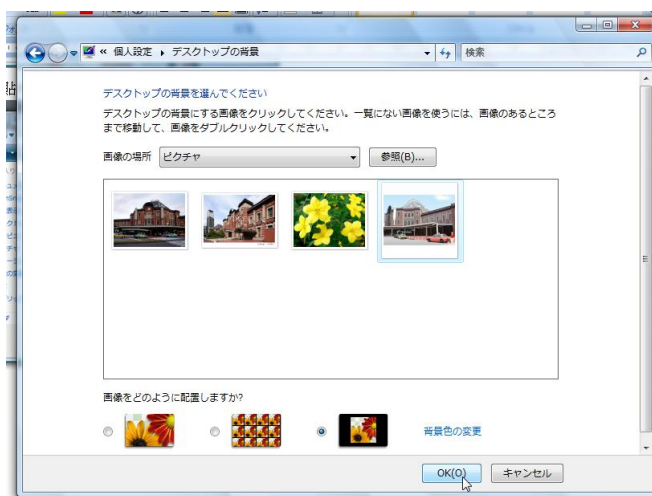 « 個人設定 ▸ デスクトップの背景
検索
デスクトップの背景を選んでください
デスクトップの背景にする画像をクリックしてください。一覧にない画像を使うには、画像のあるところ
まで移動して、画像をダブルクリックしてください。
画像の場所 ピクチャ 参照(B)...
画像をどのように配置しますか?
背景色の変更
OK(O) キャンセル